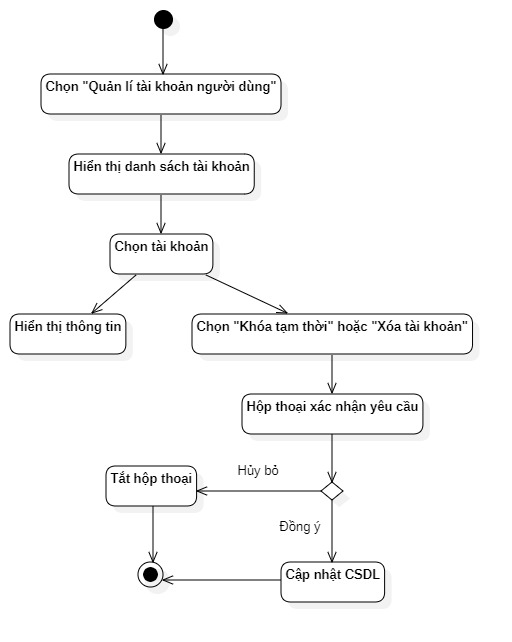 Chọn "Quản lí tài khoản người dùng"
Hiển thị danh sách tài khoản
Chọn tài khoản
Hiển thị thông tin
Chọn "Khóa tạm thời" hoặc "Xóa tài khoản"
Hộp thoại xác nhận yêu cầu
Hủy bỏ
Tắt hộp thoại
Đồng ý
Cập nhật CSDL